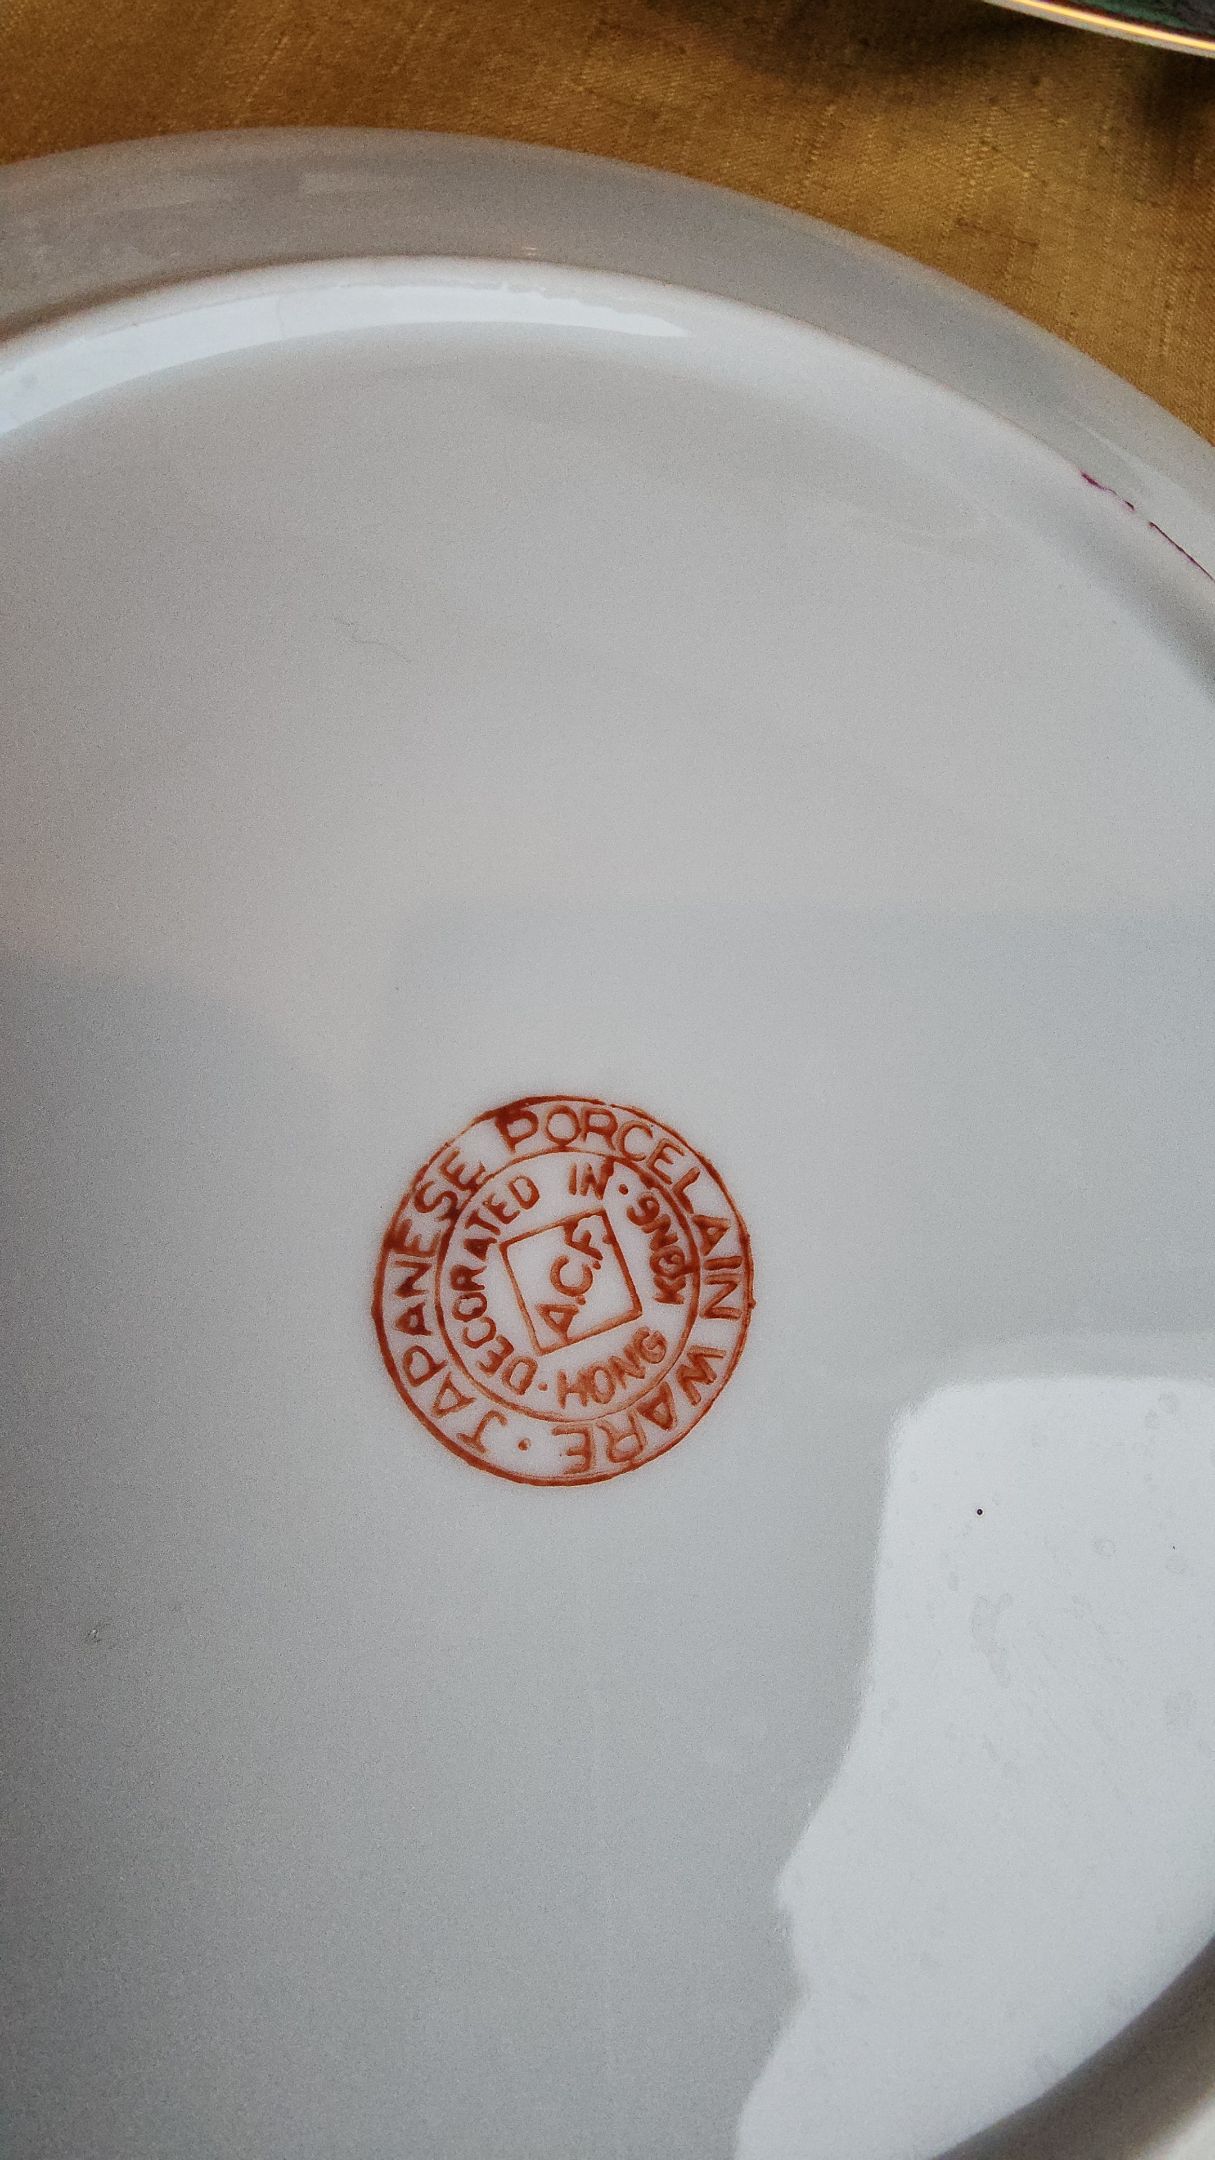 JAPANESE PORCELAIN WARE ·
DECORATED IN · HONG KONG ·
A.C.F.